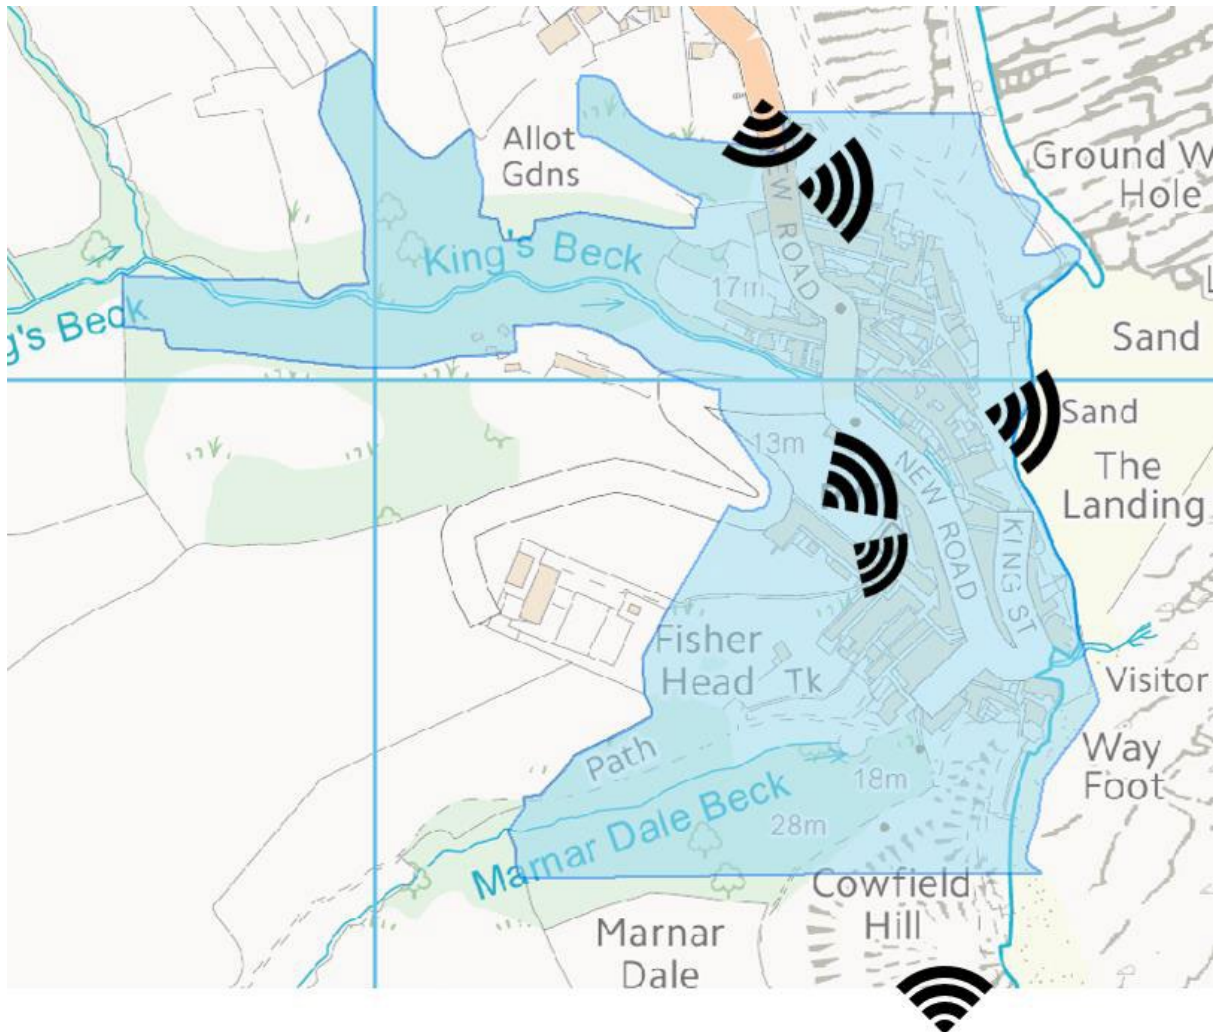 Allot
Gdns
Ground W
Hole
NEW ROAD
King's Beck
17m
g's Beck
Sand
L
Sand
13m
The
Landing
NEW ROAD
KING ST
Fisher
Head
Tk
Visitor
Path
Way
Foot
18m
28m
Marnar Dale Beck
Cowfield
Hill
Marnar
Dale